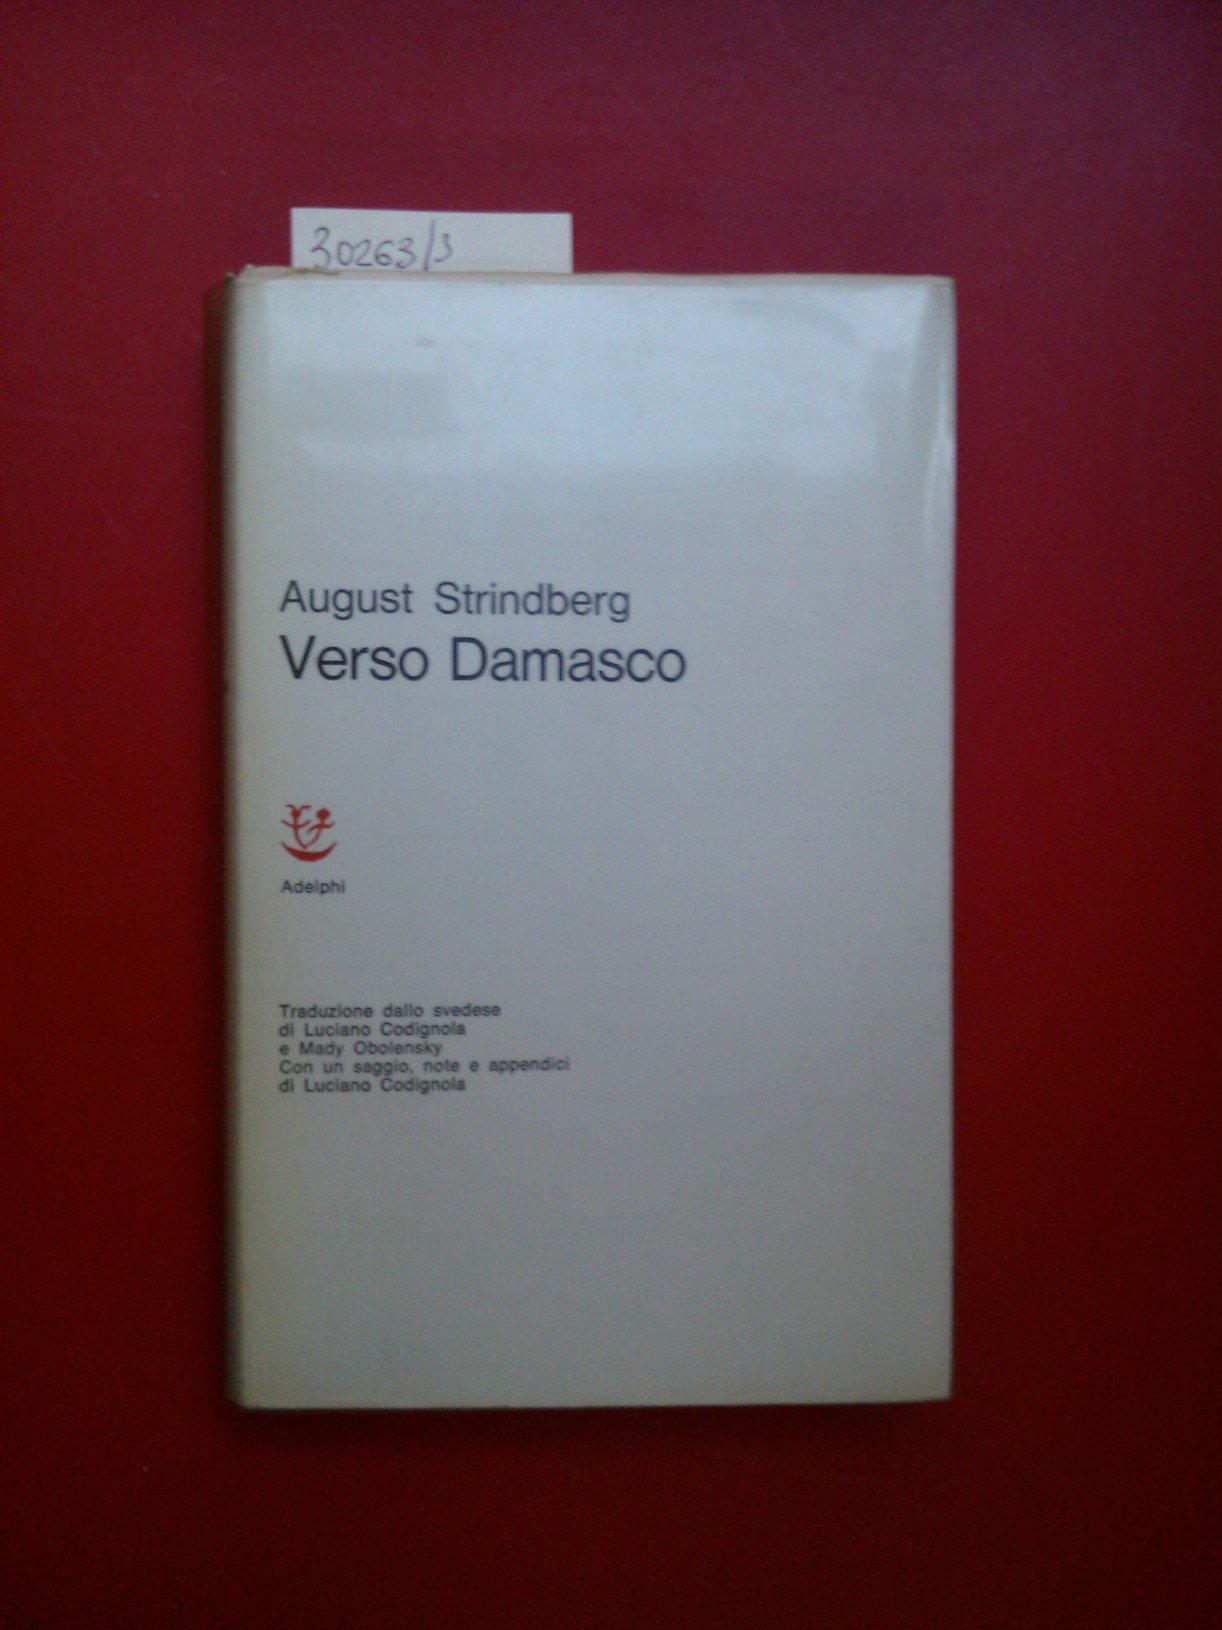 30263/3
August Strindberg
Verso Damasco
Adelphi
Traduzione dallo svedese
di Luciano Codignola
e Mady Obolensky
Con un saggio, note e appendici
di Luciano Codignola